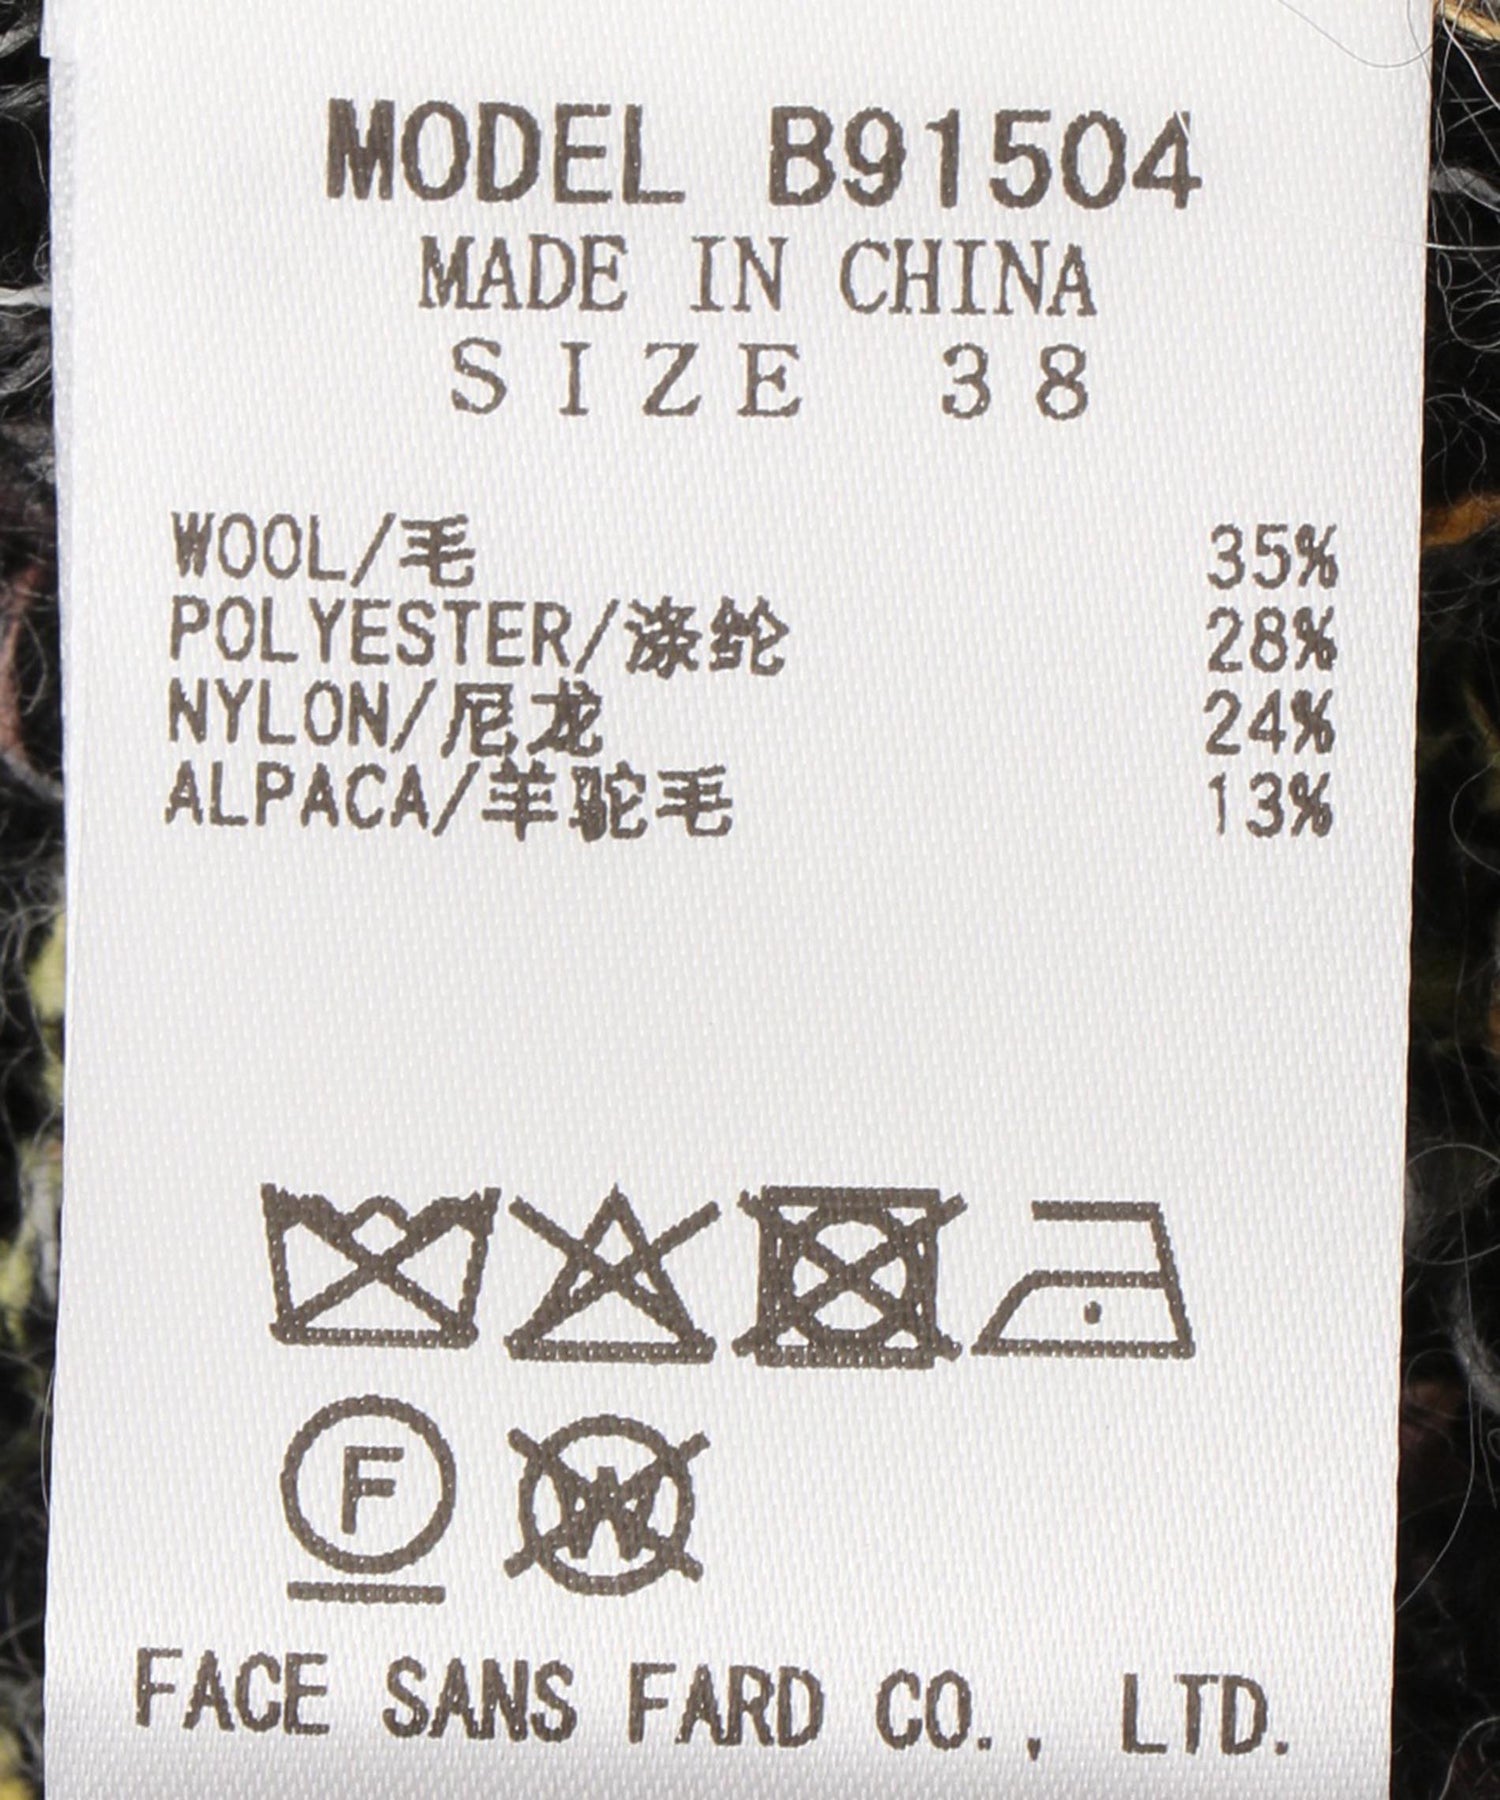 MODEL B91504
MADE IN CHINA
SIZE 38
WOOL/毛 35%
POLYESTER/涤纶 28%
NYLON/尼龙 24%
ALPACA/羊驼毛 13%
F W
FACE SANS FARD CO., LTD.